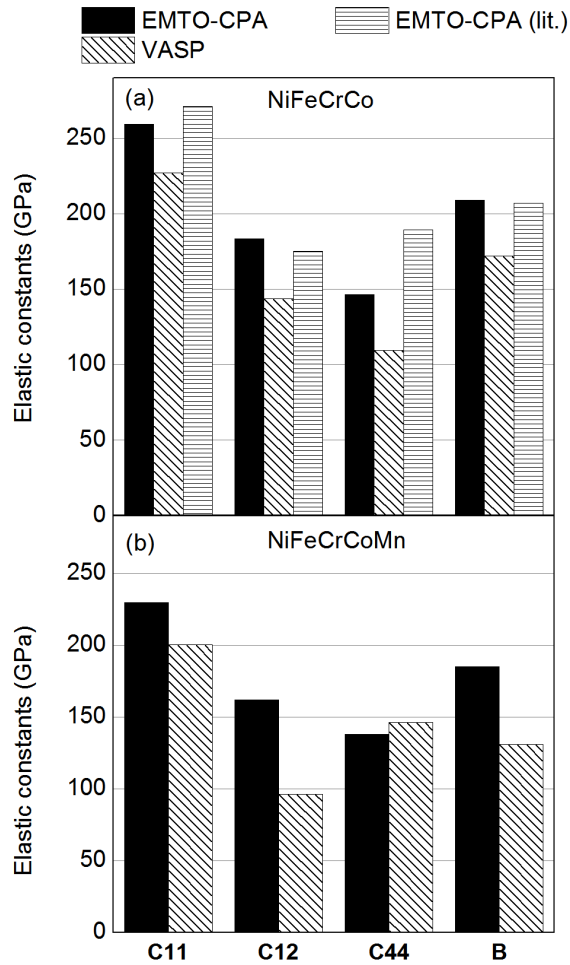 EMTO-CPA
EMTO-CPA (lit.)
VASP
(a)
NiFeCrCo
250
200
150
100
50
0
Elastic constants (GPa)
(b)
NiFeCrCoMn
250
200
150
100
50
0
Elastic constants (GPa)
C11 C12 C44 B